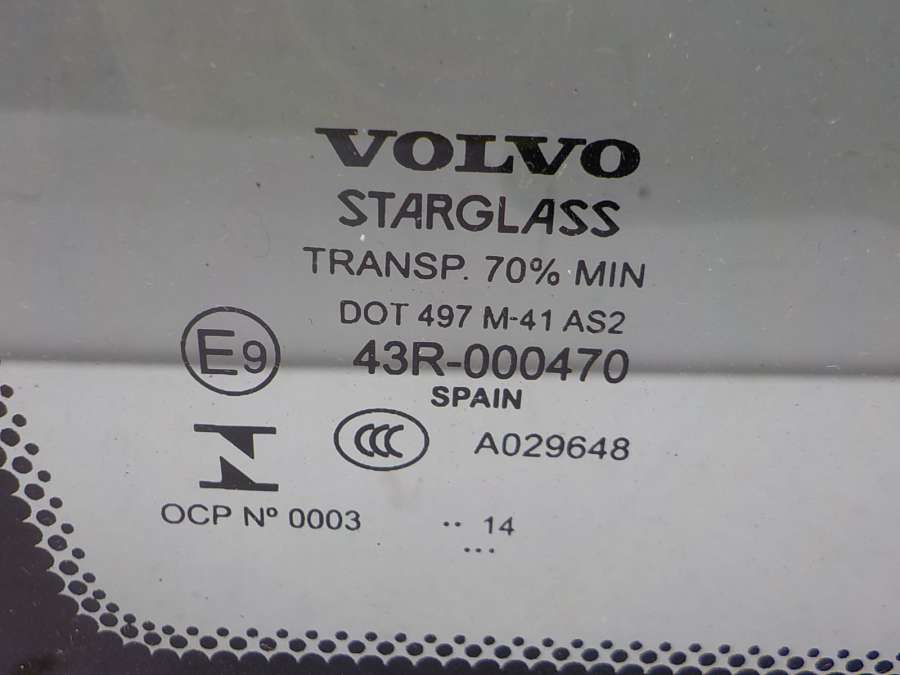 VOLVO
STARGLASS
TRANSP. 70% MIN
DOT 497 M-41 AS2
E9
43R-000470
SPAIN
CCC
A029648
OCP Nº 0003
.. 14
...